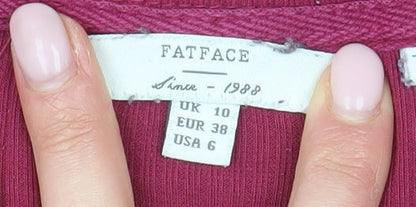 FATFACE
Since - 1988
UK 10
EUR 38
USA 6